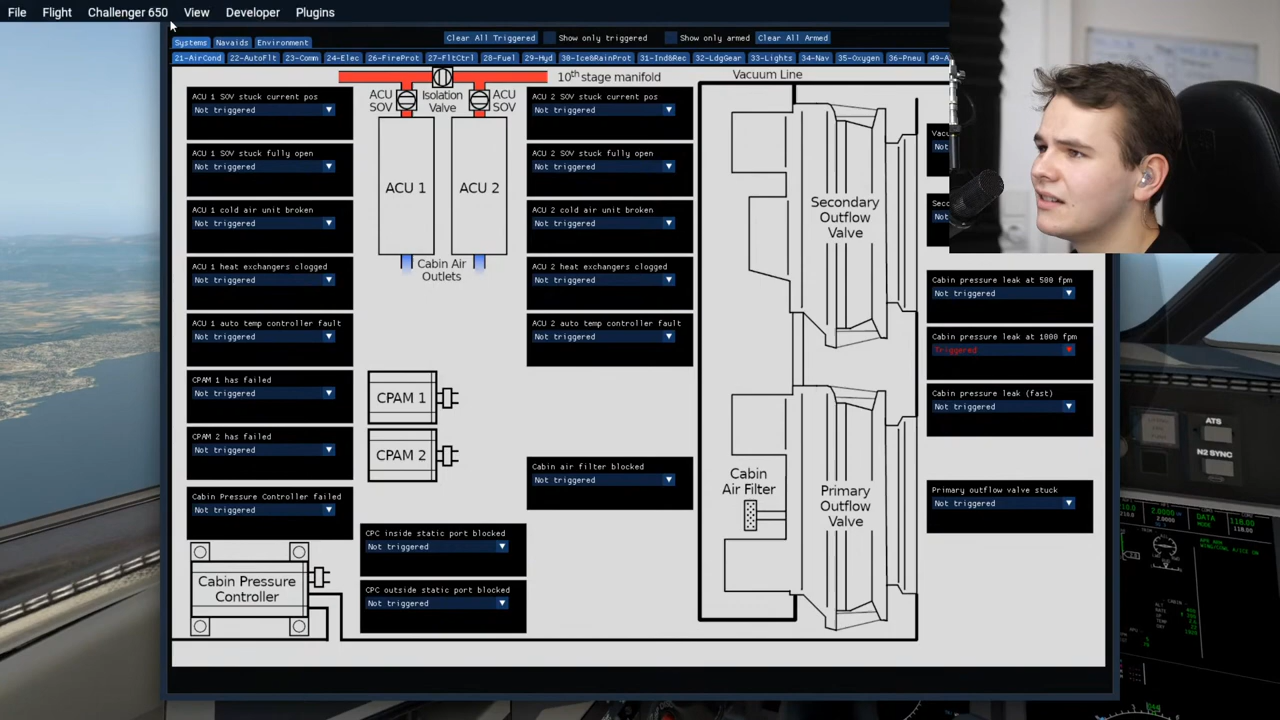 File Flight Challenger 650 View Developer Plugins
Systems Navaids Environment
Clear All Triggered Show only triggered Show only armed Clear All Armed
21-AirCond 22-AutoFlt 23-Comm 24-Elec 26-FireProt 27-FltCtrl 28-Fuel 29-Hyd 30-Ice&RainProt 31-Ind&Rec 32-LdgGear 33-Lights 34-Nav 35-Oxygen 36-Pneu
10th stage manifold
Vacuum Line
ACU SOV
Isolation Valve
ACU SOV
ACU 1 SOV stuck current pos
Not triggered
ACU 2 SOV stuck current pos
Not triggered
ACU 1 SOV stuck fully open
Not triggered
ACU 2 SOV stuck fully open
Not triggered
ACU 1
ACU 2
ACU 1 cold air unit broken
Not triggered
ACU 2 cold air unit broken
Not triggered
Secondary
Outflow
Valve
ACU 1 heat exchangers clogged
Not triggered
Cabin Air
Outlets
ACU 2 heat exchangers clogged
Not triggered
Cabin pressure leak at 500 fpm
Not triggered
ACU 1 auto temp controller fault
Not triggered
ACU 2 auto temp controller fault
Not triggered
Cabin pressure leak at 1000 fpm
Triggered
CPAM 1 has failed
Not triggered
CPAM 1
Cabin pressure leak (fast)
Not triggered
CPAM 2 has failed
Not triggered
CPAM 2
Cabin air filter blocked
Not triggered
Cabin
Air Filter
Primary
Outflow
Valve
Primary outflow valve stuck
Not triggered
Cabin Pressure Controller failed
Not triggered
CPC inside static port blocked
Not triggered
CPC outside static port blocked
Not triggered
Cabin Pressure
Controller
ATS
N2 SYNC
DATA
MODE
118.00
118.00